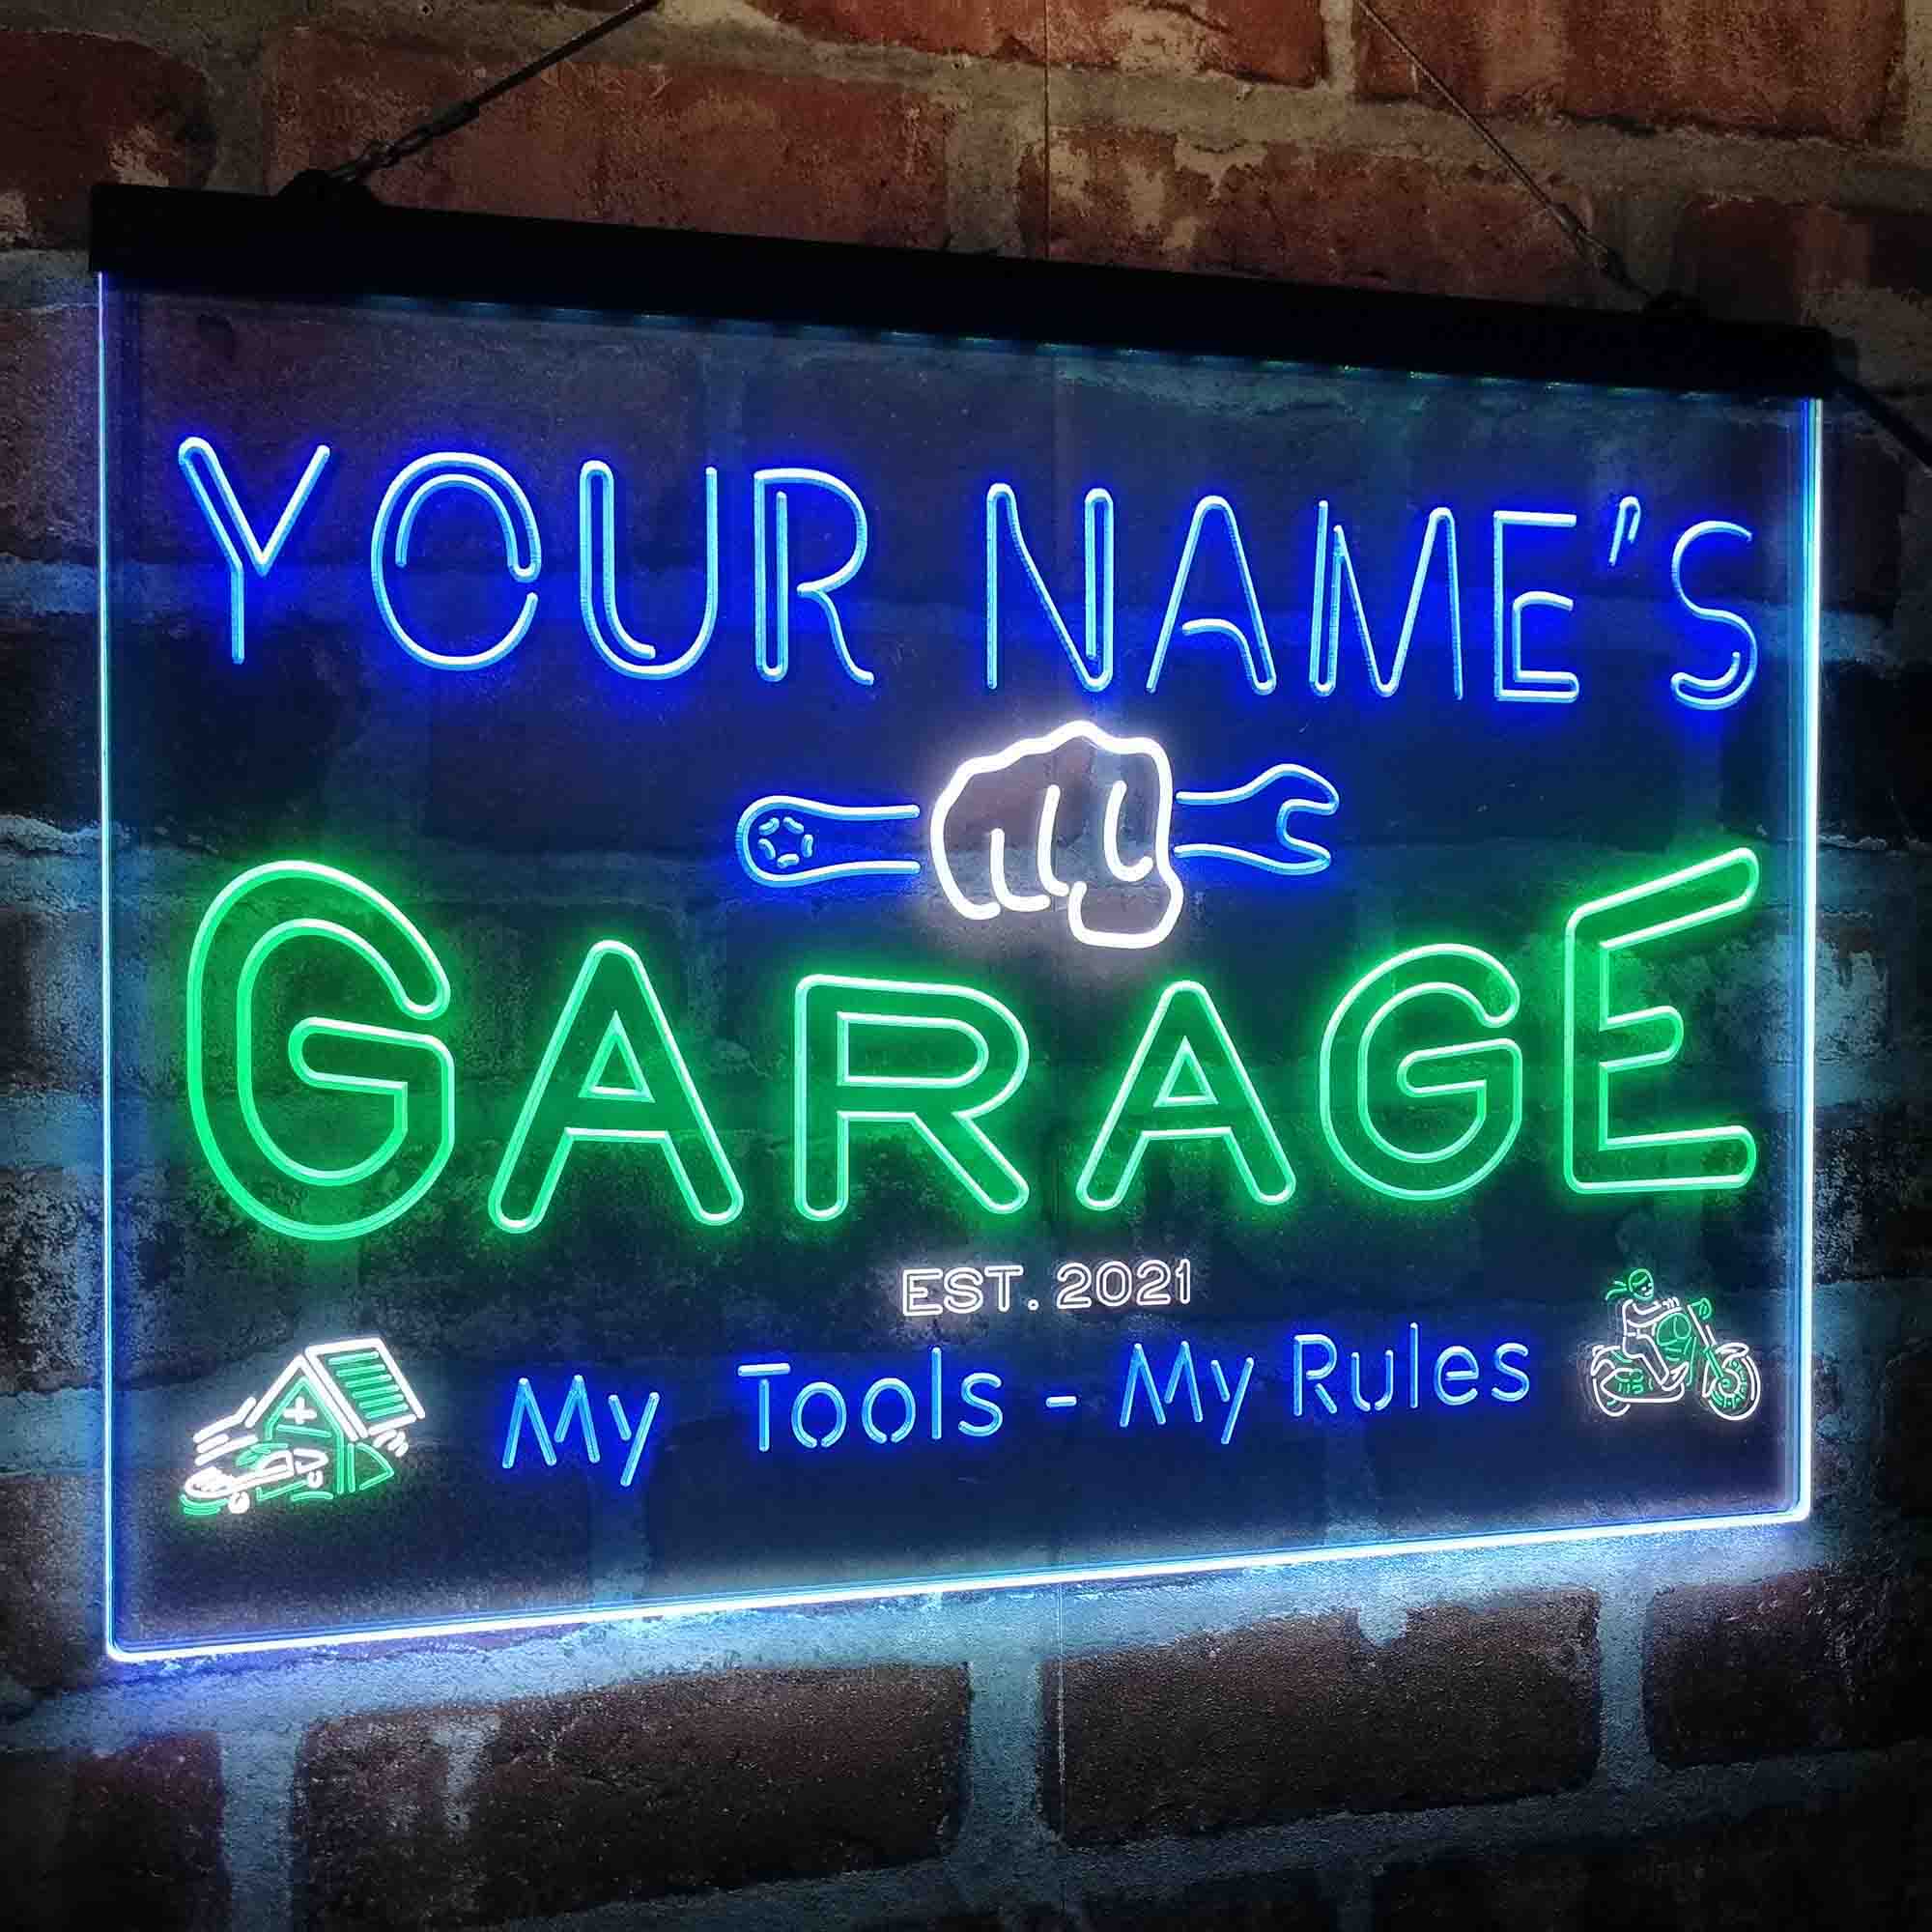 YOUR NAME'S
GARAGE
EST. 2021
My Tools - My Rules